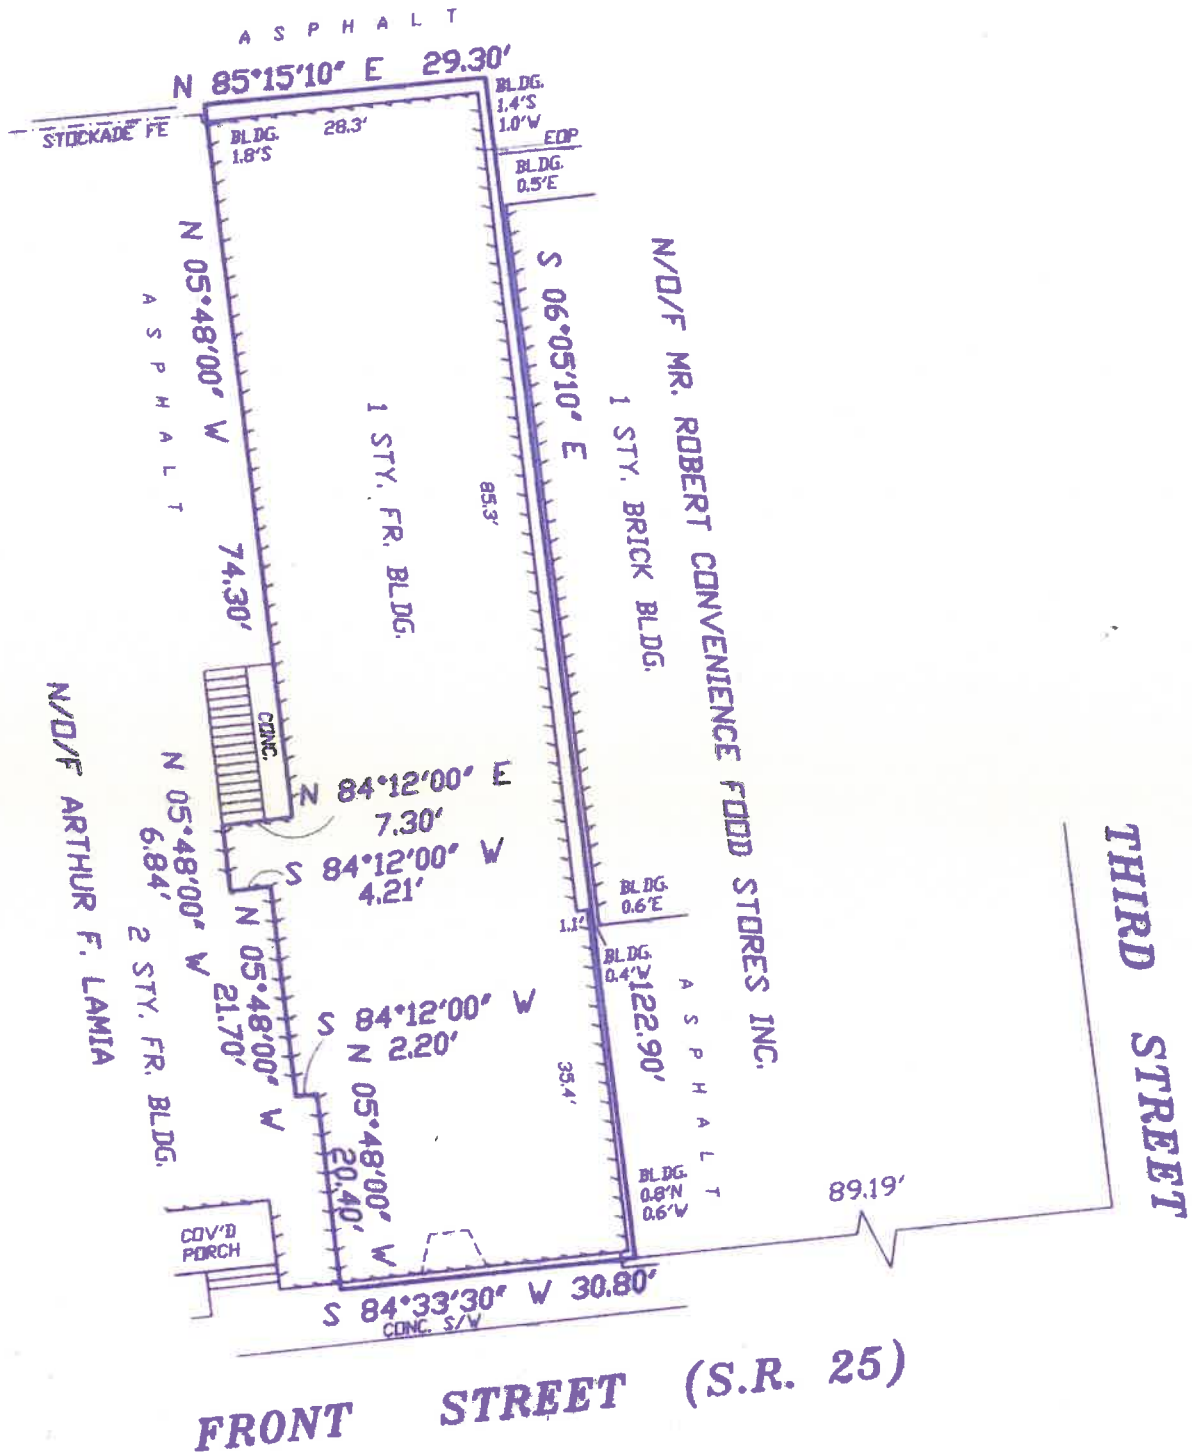 ASPHALT
N 85°15'10" E 29.30'
STOCKADE FE
BLDG.
1.8'S
28.3'
BLDG.
1.4'S
1.0'W
EOP
BLDG.
0.5'E
N 05°48'00" W 74.30'
ASPHALT
S 06°05'10" E 122.90'
N/O/F MR. ROBERT CONVENIENCE FOOD STORES INC.
1 STY. BRICK BLDG.
1 STY. FR. BLDG.
85.3'
CONC.
N 84°12'00" E
7.30'
S 84°12'00" W
4.21'
N 05°48'00" W
6.84'
N/O/F ARTHUR F. LAMIA
2 STY. FR. BLDG.
N 05°48'00" W
21.70'
BLDG.
0.6'E
1.1'
BLDG.
0.4'W
ASPHALT
S 84°12'00" W
2.20'
N 05°48'00" W
20.40'
35.4'
BLDG.
0.8'N
0.6'W
89.19'
THIRD STREET
COV'D
PORCH
S 84°33'30" W 30.80'
CONC. S/W
FRONT STREET (S.R. 25)